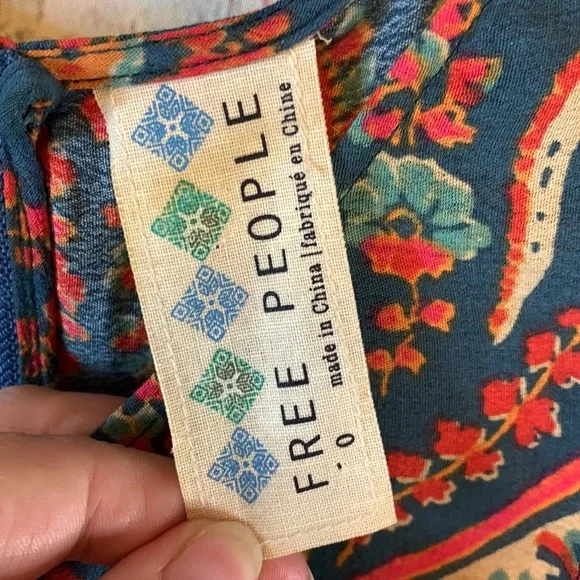 FREE PEOPLE
made in China | fabriqué en Chine
.0